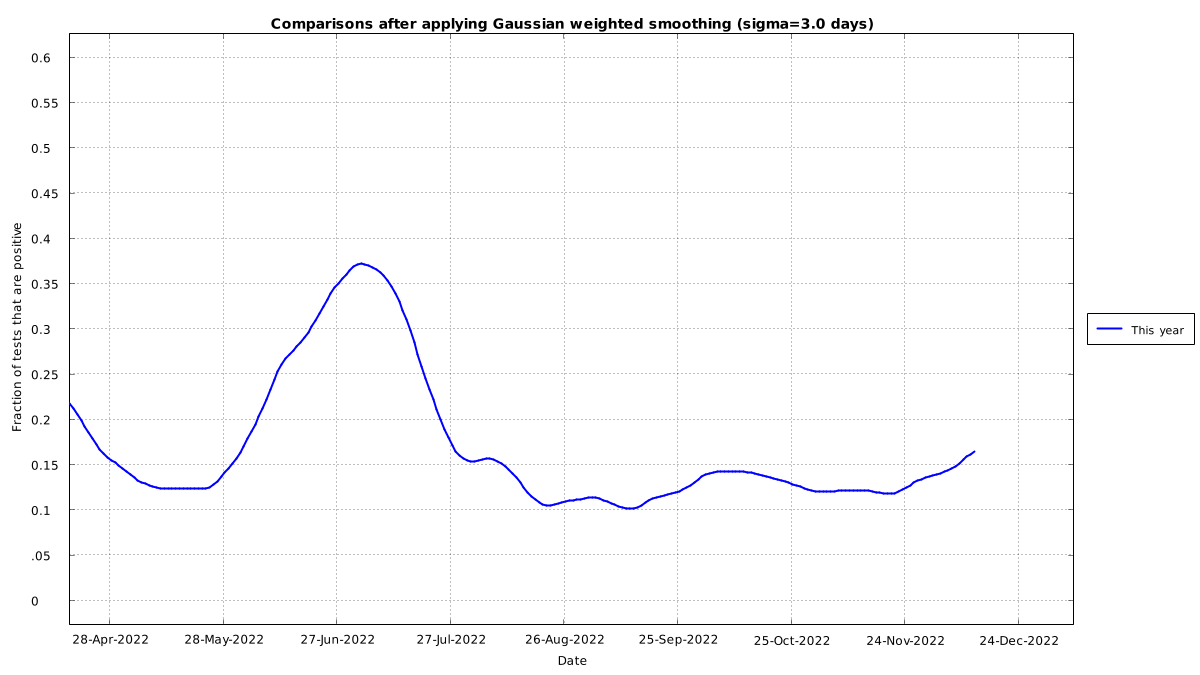 Comparisons after applying Gaussian weighted smoothing (sigma=3.0 days)
0.6
0.55
0.5
0.45
0.4
0.35
0.3
0.25
0.2
0.15
0.1
.05
0
Fraction of tests that are positive
This year
28-Apr-2022 28-May-2022 27-Jun-2022 27-Jul-2022 26-Aug-2022 25-Sep-2022 25-Oct-2022 24-Nov-2022 24-Dec-2022
Date